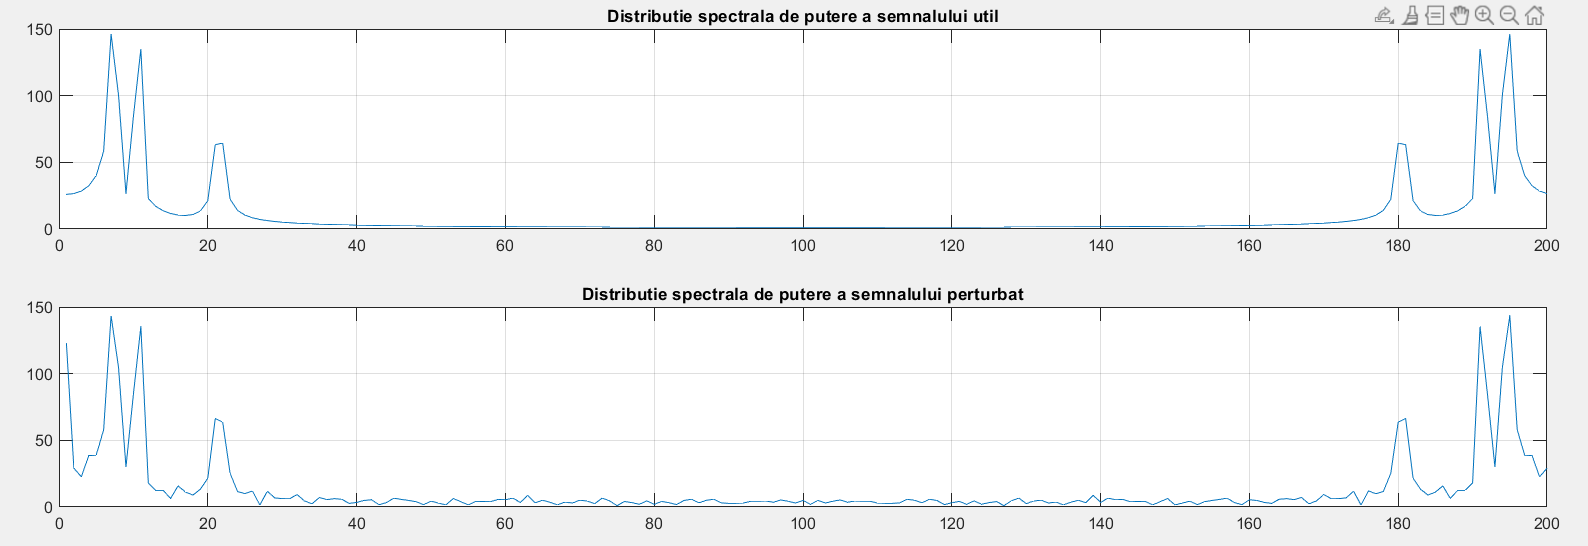 Distributie spectrala de putere a semnalului util
150
100
50
0
0 20 40 60 80 100 120 140 160 180 200
Distributie spectrala de putere a semnalului perturbat
150
100
50
0
0 20 40 60 80 100 120 140 160 180 200